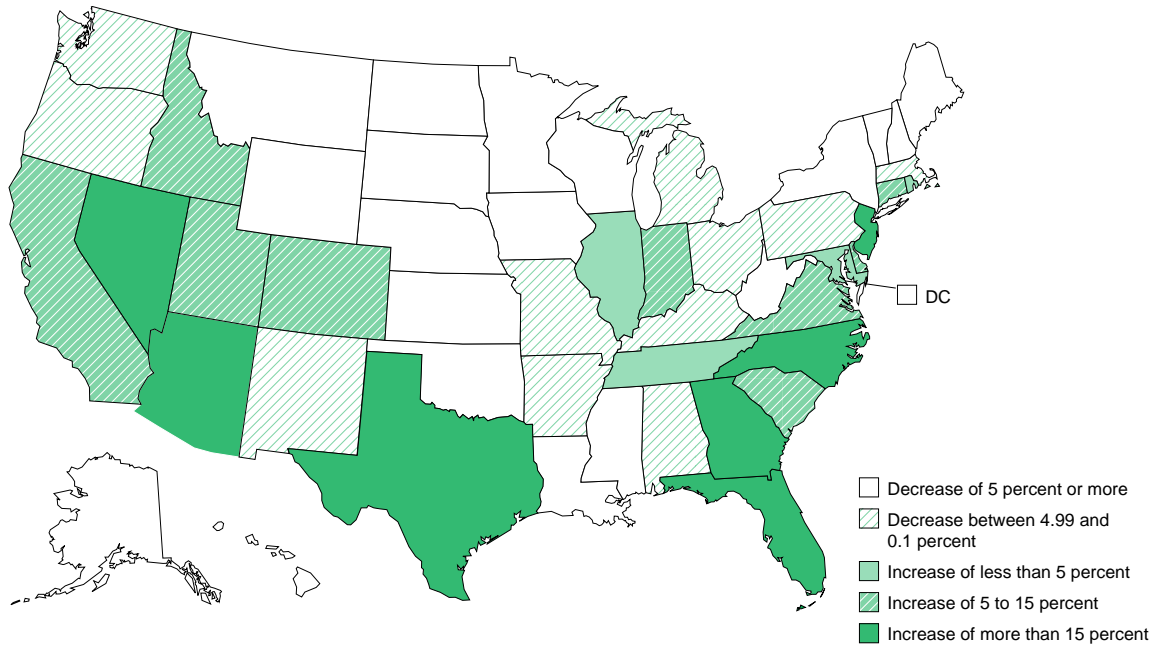 DC
Decrease of 5 percent or more
Decrease between 4.99 and
0.1 percent
Increase of less than 5 percent
Increase of 5 to 15 percent
Increase of more than 15 percent